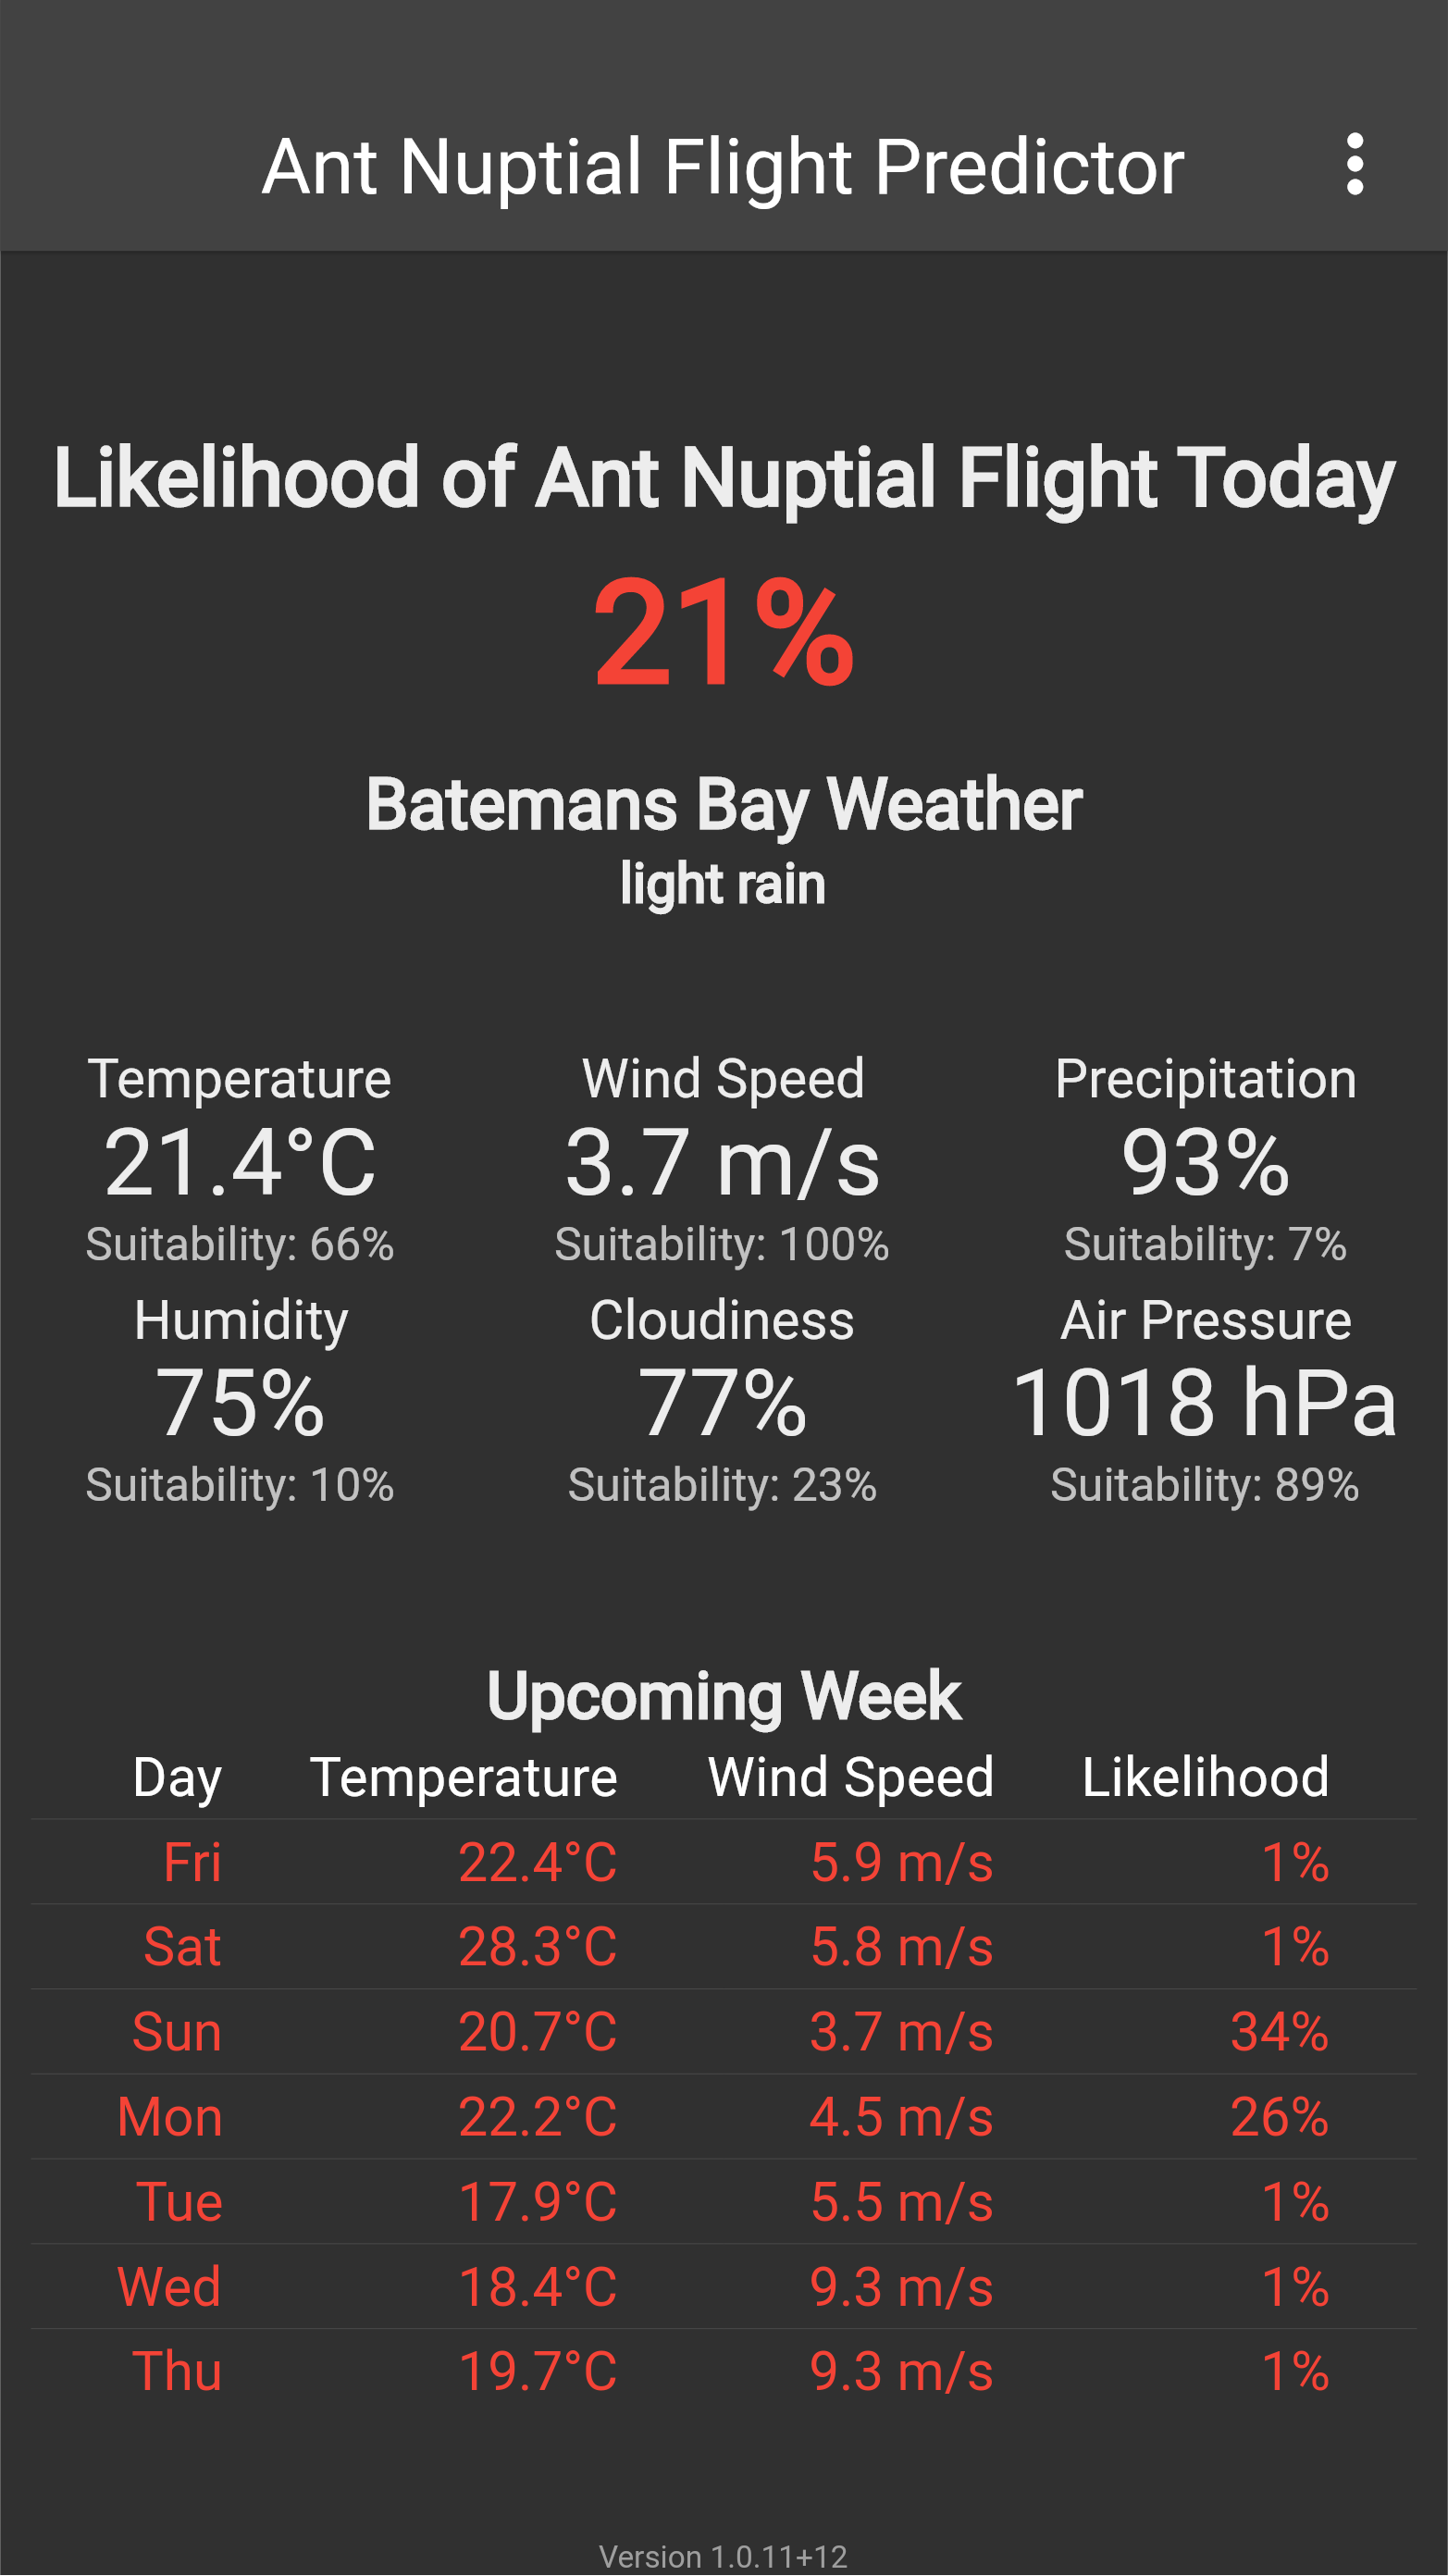 Ant Nuptial Flight Predictor
Likelihood of Ant Nuptial Flight Today
21%
Batemans Bay Weather
light rain
Temperature Wind Speed Precipitation
21.4°C 3.7 m/s 93%
Suitability: 66% Suitability: 100% Suitability: 7%
Humidity Cloudiness Air Pressure
75% 77% 1018 hPa
Suitability: 10% Suitability: 23% Suitability: 89%
Upcoming Week
Day Temperature Wind Speed Likelihood
Fri 22.4°C 5.9 m/s 1%
Sat 28.3°C 5.8 m/s 1%
Sun 20.7°C 3.7 m/s 34%
Mon 22.2°C 4.5 m/s 26%
Tue 17.9°C 5.5 m/s 1%
Wed 18.4°C 9.3 m/s 1%
Thu 19.7°C 9.3 m/s 1%
Version 1.0.11+12